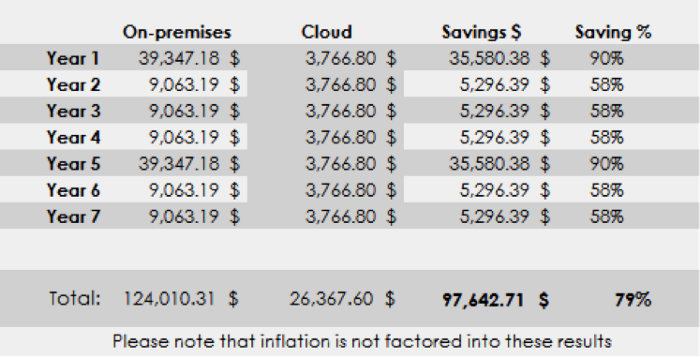 On-premises Cloud Savings $ Saving %
Year 1 39,347.18 $ 3,766.80 $ 35,580.38 $ 90%
Year 2 9,063.19 $ 3,766.80 $ 5,296.39 $ 58%
Year 3 9,063.19 $ 3,766.80 $ 5,296.39 $ 58%
Year 4 9,063.19 $ 3,766.80 $ 5,296.39 $ 58%
Year 5 39,347.18 $ 3,766.80 $ 35,580.38 $ 90%
Year 6 9,063.19 $ 3,766.80 $ 5,296.39 $ 58%
Year 7 9,063.19 $ 3,766.80 $ 5,296.39 $ 58%
Total: 124,010.31 $ 26,367.60 $ 97,642.71 $ 79%
Please note that inflation is not factored into these results